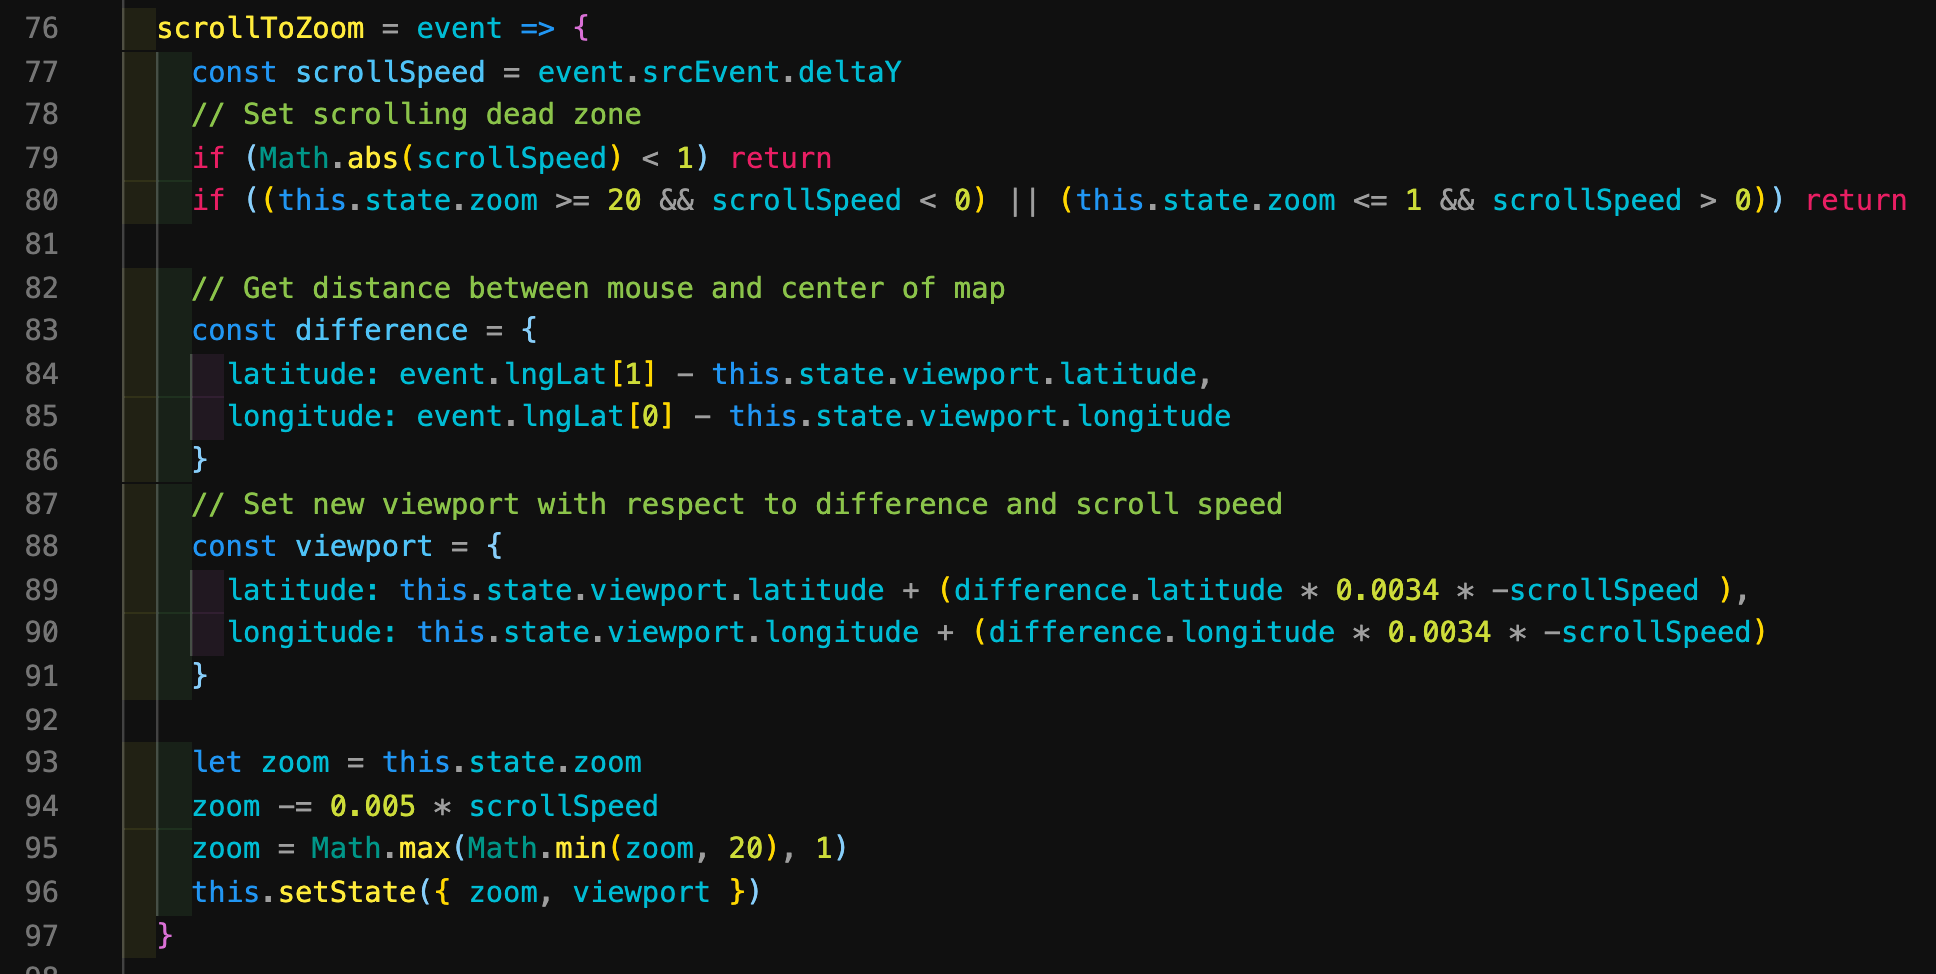 76 scrollToZoom = event => {
77 const scrollSpeed = event.srcEvent.deltaY
78 // Set scrolling dead zone
79 if (Math.abs(scrollSpeed) < 1) return
80 if ((this.state.zoom >= 20 && scrollSpeed < 0) || (this.state.zoom <= 1 && scrollSpeed > 0)) return
81
82 // Get distance between mouse and center of map
83 const difference = {
84 latitude: event.lngLat[1] - this.state.viewport.latitude,
85 longitude: event.lngLat[0] - this.state.viewport.longitude
86 }
87 // Set new viewport with respect to difference and scroll speed
88 const viewport = {
89 latitude: this.state.viewport.latitude + (difference.latitude * 0.0034 * -scrollSpeed ),
90 longitude: this.state.viewport.longitude + (difference.longitude * 0.0034 * -scrollSpeed)
91 }
92
93 let zoom = this.state.zoom
94 zoom -= 0.005 * scrollSpeed
95 zoom = Math.max(Math.min(zoom, 20), 1)
96 this.setState({ zoom, viewport })
97 }
98